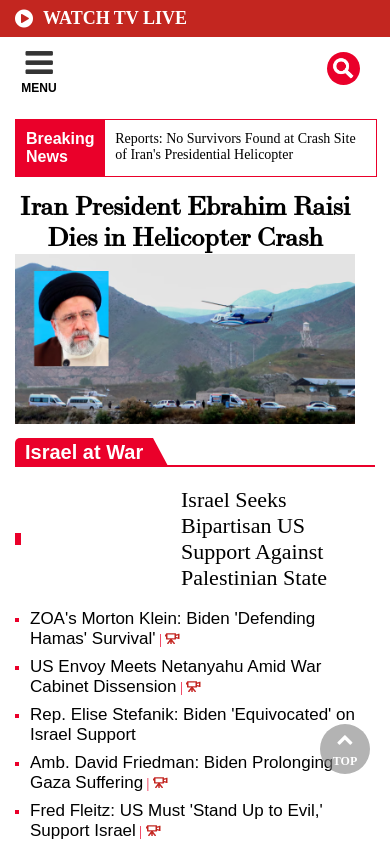 WATCH TV LIVE
MENU
Breaking
News
Reports: No Survivors Found at Crash Site
of Iran's Presidential Helicopter
Iran President Ebrahim Raisi
Dies in Helicopter Crash
Israel at War
Israel Seeks
Bipartisan US
Support Against
Palestinian State
ZOA's Morton Klein: Biden 'Defending
Hamas' Survival' |
US Envoy Meets Netanyahu Amid War
Cabinet Dissension |
Rep. Elise Stefanik: Biden 'Equivocated' on
Israel Support
Amb. David Friedman: Biden Prolonging
Gaza Suffering |
TOP
Fred Fleitz: US Must 'Stand Up to Evil,'
Support Israel |